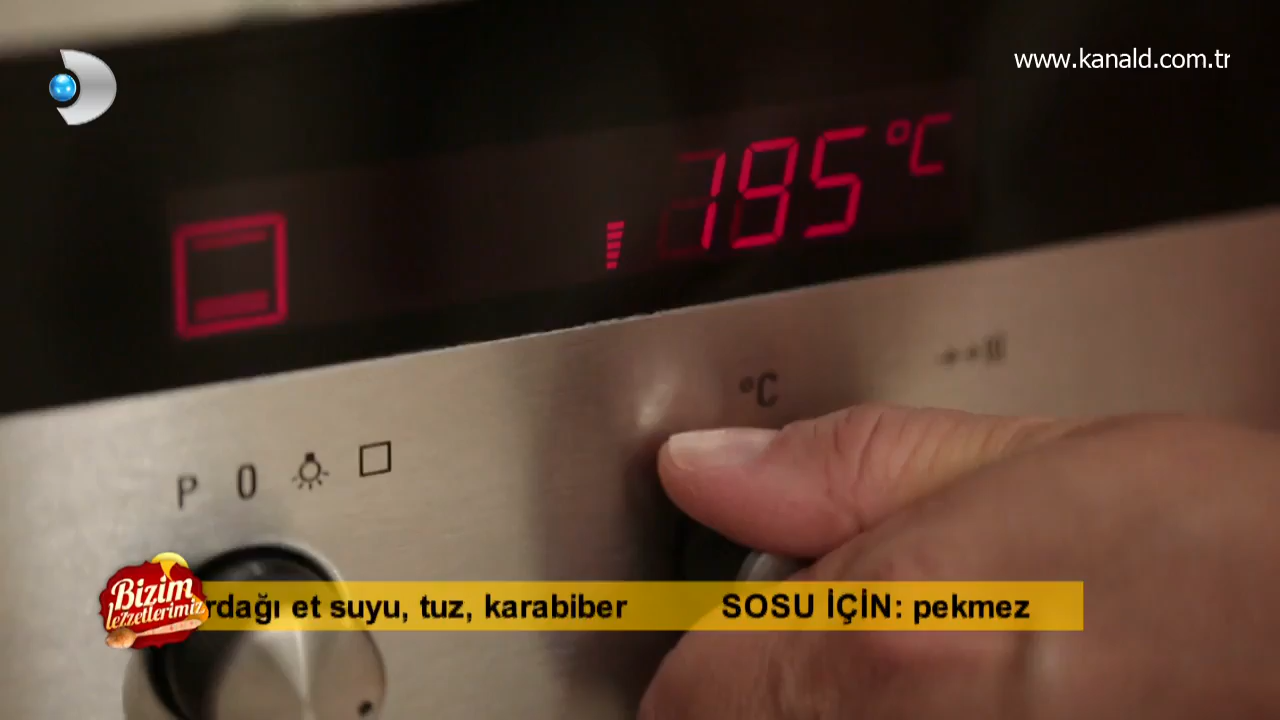 www.kanald.com.tr
185 °C
°C
P 0
Bizim
lezzetlerimiz
rdağı et suyu, tuz, karabiber SOSU İÇİN: pekmez